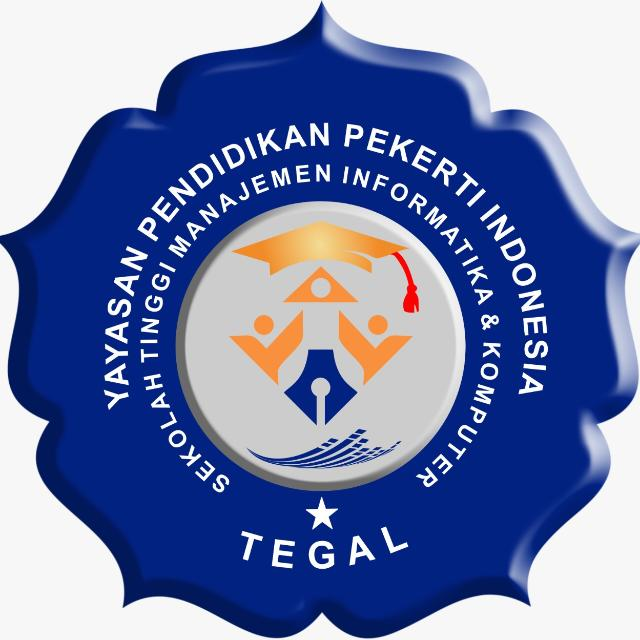 YAYASAN PENDIDIKAN PEKERTI INDONESIA
SEKOLAH TINGGI MANAJEMEN INFORMATIKA & KOMPUTER
TEGAL